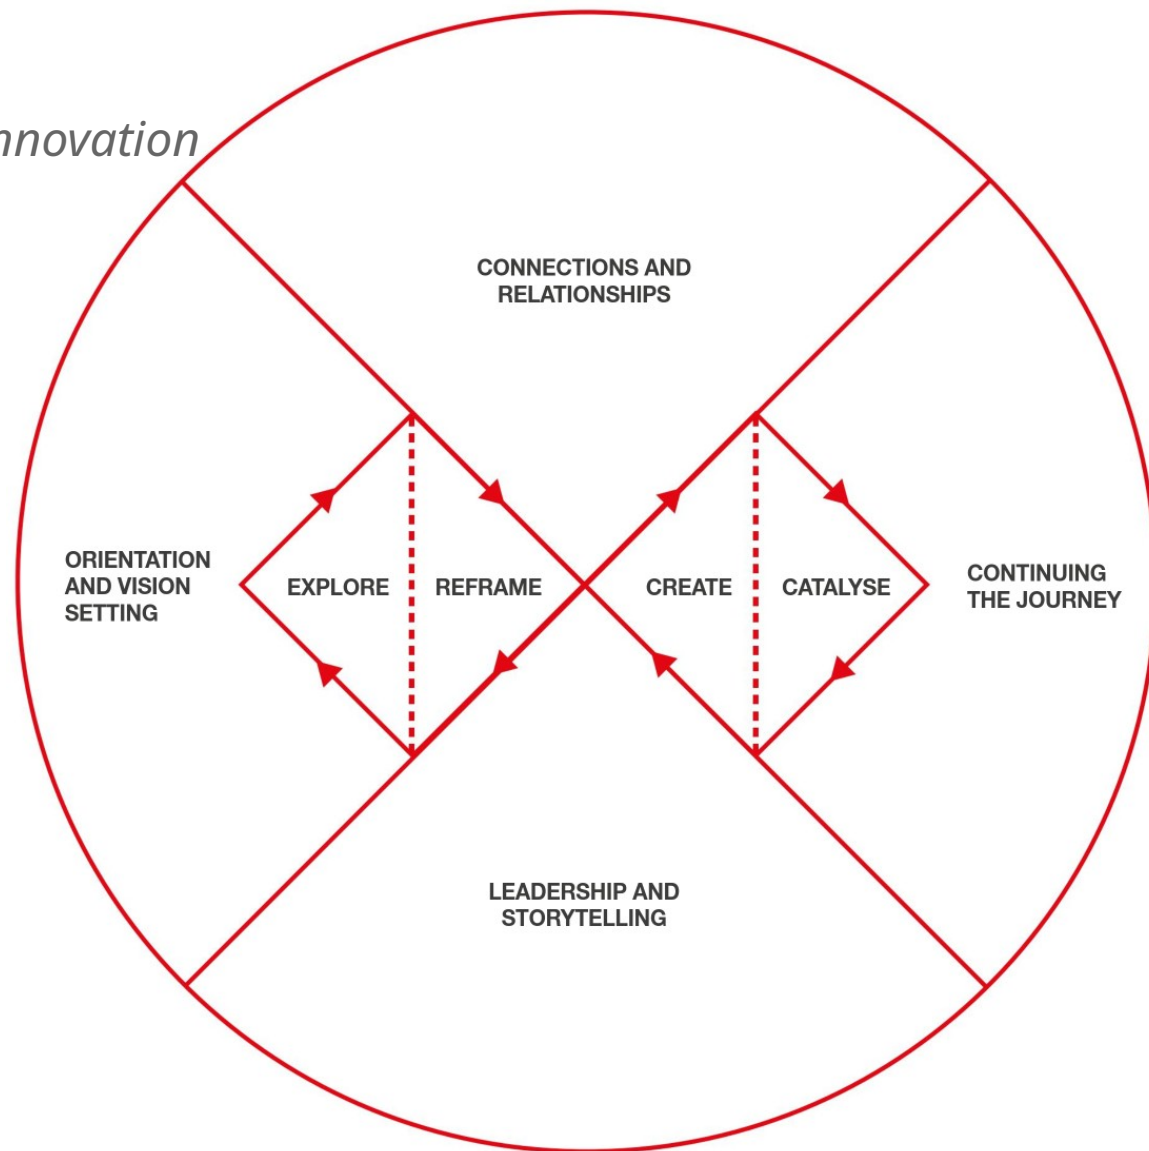 nnovation
CONNECTIONS AND
RELATIONSHIPS
ORIENTATION
AND VISION
SETTING
EXPLORE
REFRAME
CREATE
CATALYSE
CONTINUING
THE JOURNEY
LEADERSHIP AND
STORYTELLING